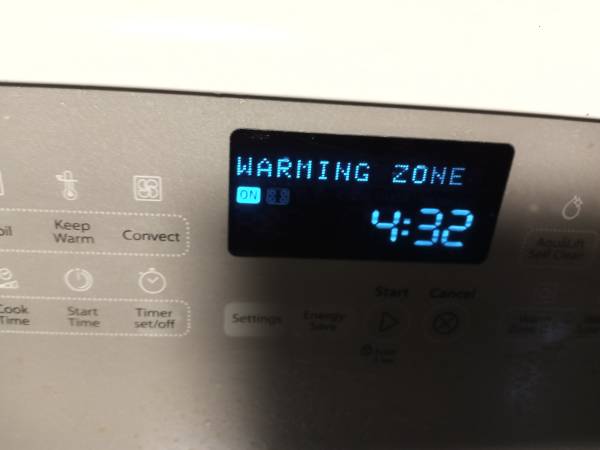 WARMING ZONE
ON
4:32
Keep
Warm
Convect
Cook
Time
Start
Time
Timer
set/off
Settings
Energy
Save
Start
Cancel
AquaLift
Self Clean